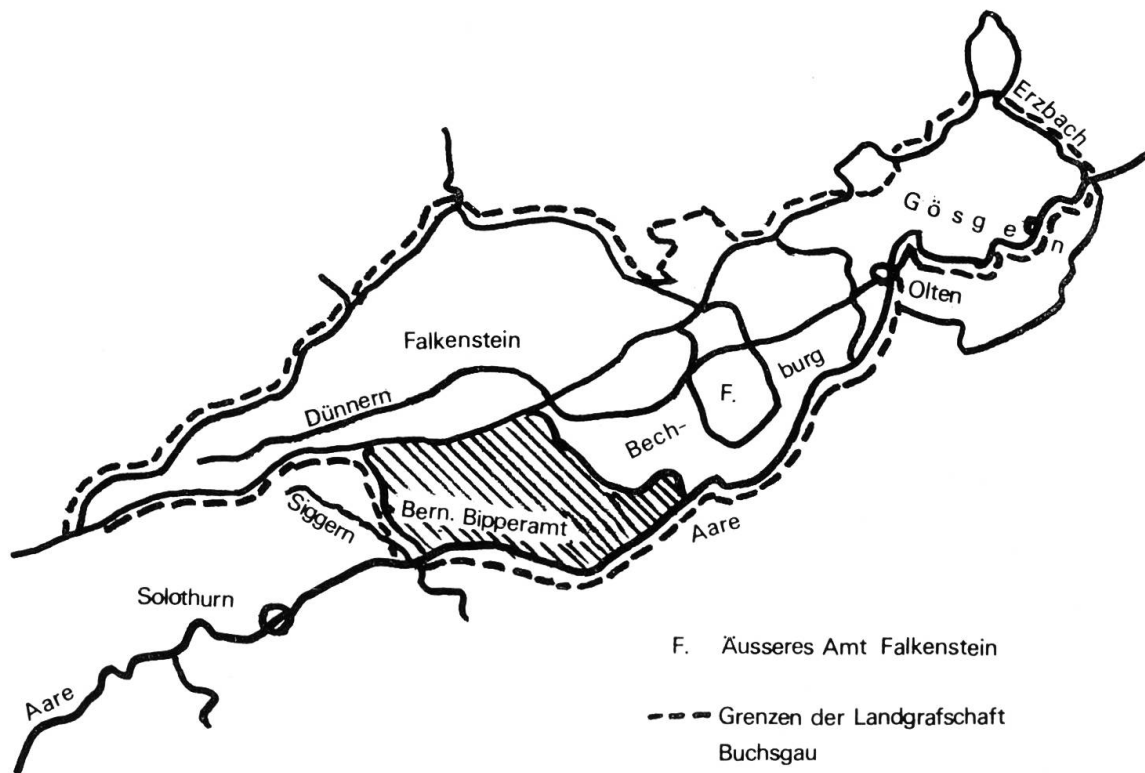 Erzbach
Gösgen
Olten
Falkenstein
burg
F.
Dünnern
Bech-
Bern. Bipperamt
Siggern
Aare
Solothurn
Aare
F. Äusseres Amt Falkenstein
Grenzen der Landgrafschaft
Buchsgau